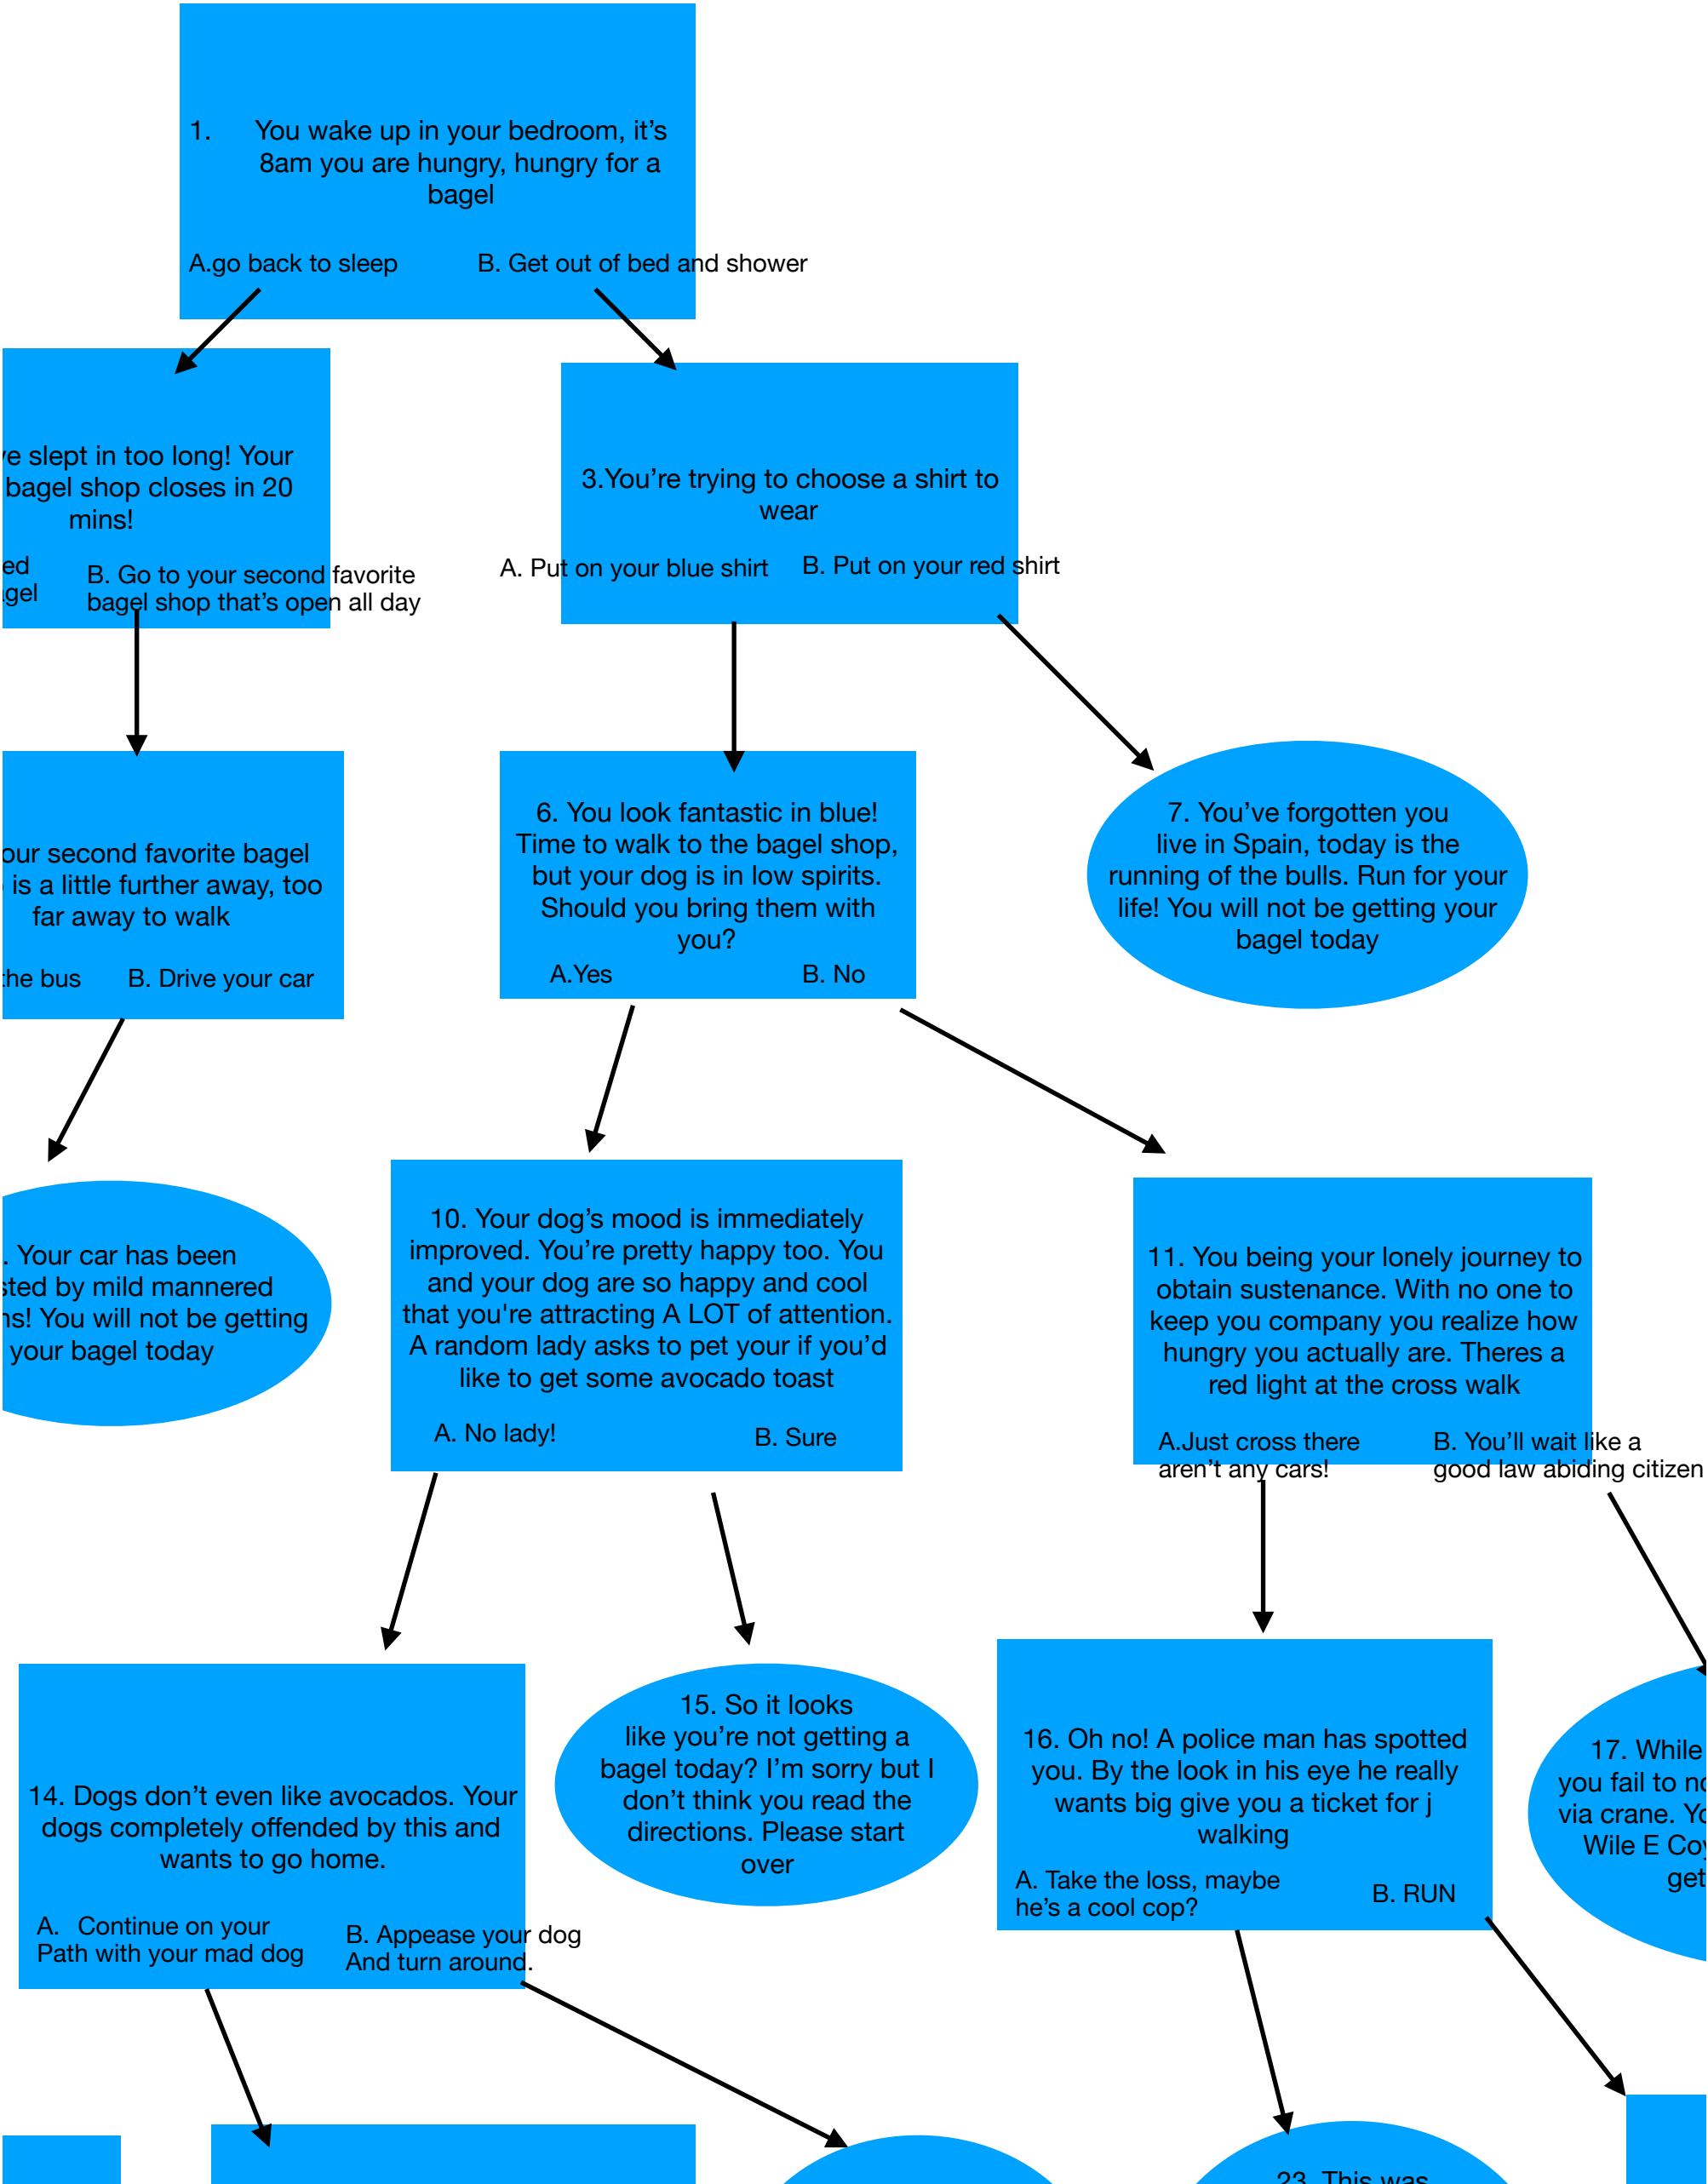 1. You wake up in your bedroom, it's
8am you are hungry, hungry for a
bagel
A.go back to sleep
B. Get out of bed and shower
slept in too long! Your
bagel shop closes in 20
mins!
B. Go to your second favorite
bagel shop that's open all day
3.You're trying to choose a shirt to
wear
A. Put on your blue shirt
B. Put on your red shirt
second favorite bagel
is a little further away, too
far away to walk
the bus
B. Drive your car
6. You look fantastic in blue!
Time to walk to the bagel shop,
but your dog is in low spirits.
Should you bring them with
you?
A.Yes
B. No
7. You've forgotten you
live in Spain, today is the
running of the bulls. Run for your
life! You will not be getting your
bagel today
. Your car has been
by mild mannered
You will not be getting
your bagel today
10. Your dog's mood is immediately
improved. You're pretty happy too. You
and your dog are so happy and cool
that you're attracting A LOT of attention.
A random lady asks to pet your if you'd
like to get some avocado toast
A. No lady!
B. Sure
11. You being your lonely journey to
obtain sustenance. With no one to
keep you company you realize how
hungry you actually are. Theres a
red light at the cross walk
A.Just cross there
aren't any cars!
B. You'll wait like a
good law abiding citizen
14. Dogs don't even like avocados. Your
dogs completely offended by this and
wants to go home.
A. Continue on your
Path with your mad dog
B. Appease your dog
And turn around.
15. So it looks
like you're not getting a
bagel today? I'm sorry but I
don't think you read the
directions. Please start
over
16. Oh no! A police man has spotted
you. By the look in his eye he really
wants big give you a ticket for j
walking
A. Take the loss, maybe
he's a cool cop?
B. RUN
17. While
you fail to
via crane.
Wile E
get
23. This was